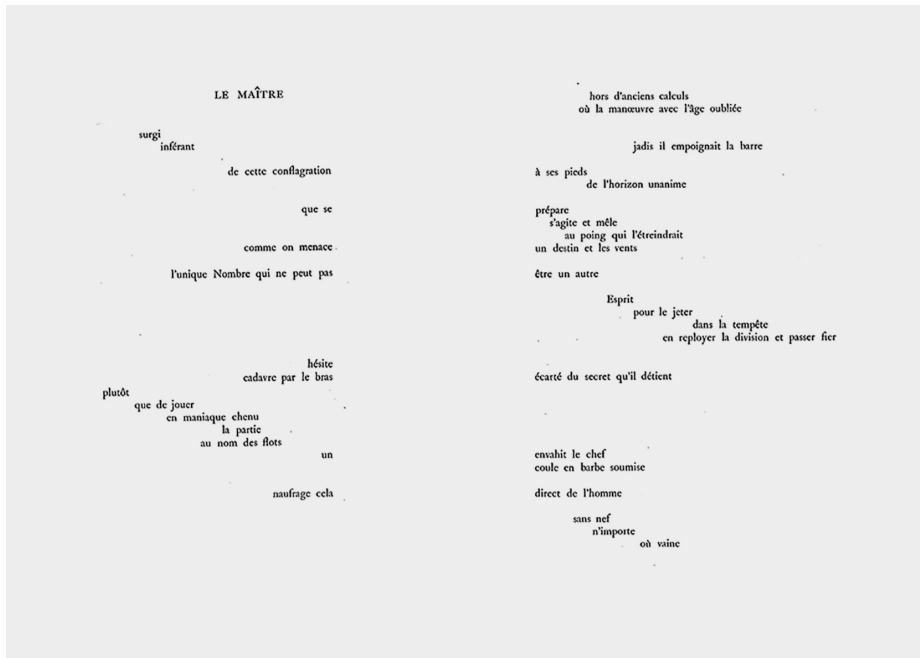 LE MAÎTRE
hors d'anciens calculs
où la manœuvre avec l'âge oubliée
surgi
inférant
jadis il empoignait la barre
de cette conflagration à ses pieds
de l'horizon unanime
que se prépare
s'agite et mêle
au poing qui l'étreindrait
comme on menace un destin et les vents
l'unique Nombre qui ne peut pas être un autre
Esprit
pour le jeter
dans la tempête
en reployer la division et passer fier
hésite
cadavre par le bras écarté du secret qu'il détient
plutôt
que de jouer
en maniaque chenu
la partie
au nom des flots
un envahit le chef
coule en barbe soumise
naufrage cela direct de l'homme
sans nef
n'importe
où vaine